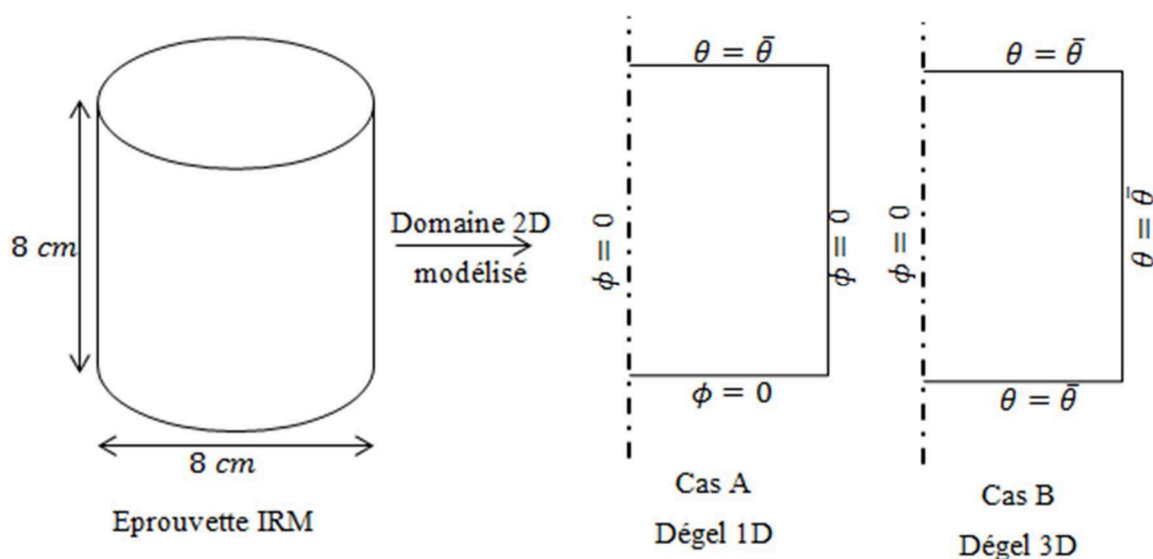 8 cm
8 cm
Eprouvette IRM
Domaine 2D
modélisé
θ = θ̄
ϕ = 0
ϕ = 0
ϕ = 0
Cas A
Dégel 1D
θ = θ̄
ϕ = 0
θ = θ̄
θ = θ̄
Cas B
Dégel 3D